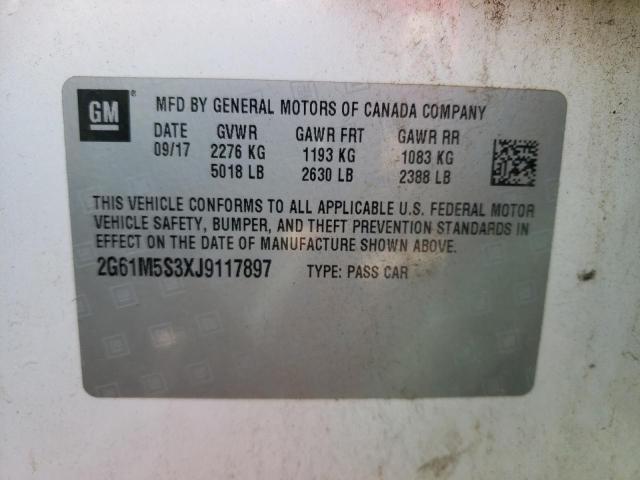 GM ® MFD BY GENERAL MOTORS OF CANADA COMPANY
DATE GVWR GAWR FRT GAWR RR
09/17 2276 KG 1193 KG 1083 KG
5018 LB 2630 LB 2388 LB
THIS VEHICLE CONFORMS TO ALL APPLICABLE U.S. FEDERAL MOTOR
VEHICLE SAFETY, BUMPER, AND THEFT PREVENTION STANDARDS IN
EFFECT ON THE DATE OF MANUFACTURE SHOWN ABOVE.
2G61M5S3XJ9117897 TYPE: PASS CAR